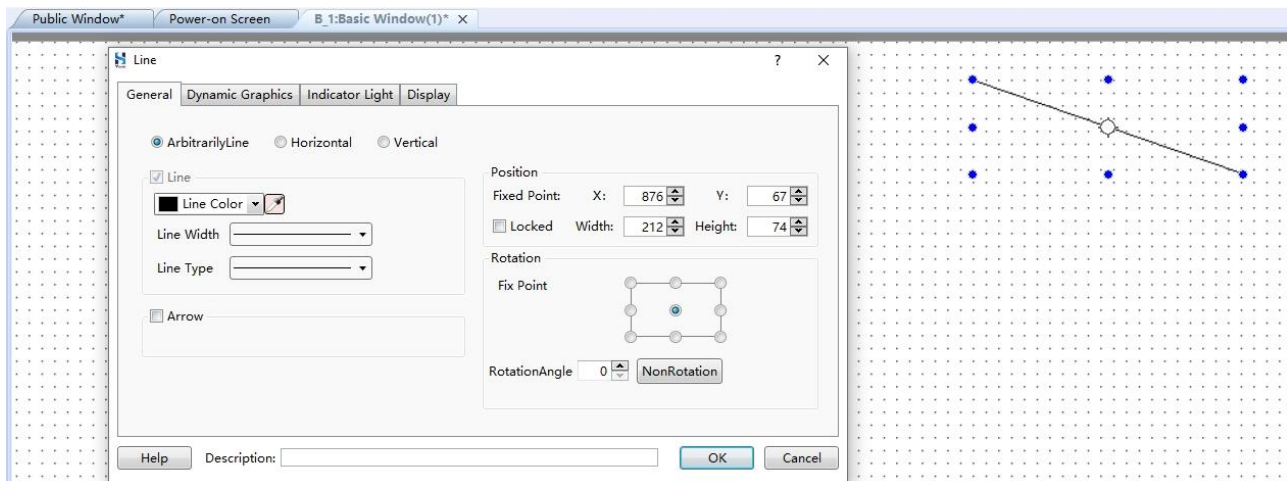 Public Window*
Power-on Screen
B_1:Basic Window(1)* X
Line ? X
General Dynamic Graphics Indicator Light Display
ArbitrarilyLine Horizontal Vertical
Line
Line Color
Line Width
Line Type
Arrow
Position
Fixed Point: X: 876 Y: 67
Locked Width: 212 Height: 74
Rotation
Fix Point
RotationAngle 0 NonRotation
Help Description: OK Cancel